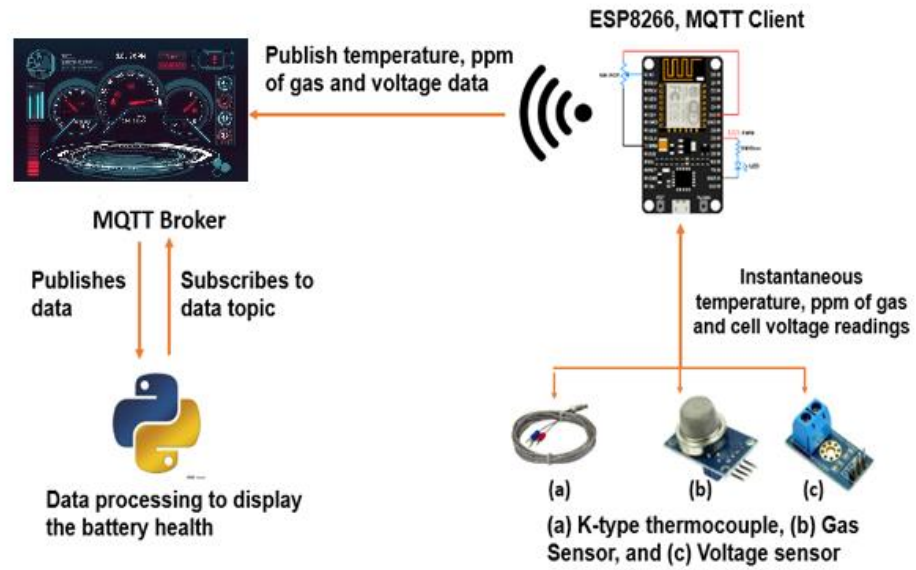 ESP8266, MQTT Client
Publish temperature, ppm
of gas and voltage data
MQTT Broker
Publishes
data
Subscribes to
data topic
Instantaneous
temperature, ppm of gas
and cell voltage readings
Data processing to display
the battery health
(a)
(b)
(c)
(a) K-type thermocouple, (b) Gas
Sensor, and (c) Voltage sensor